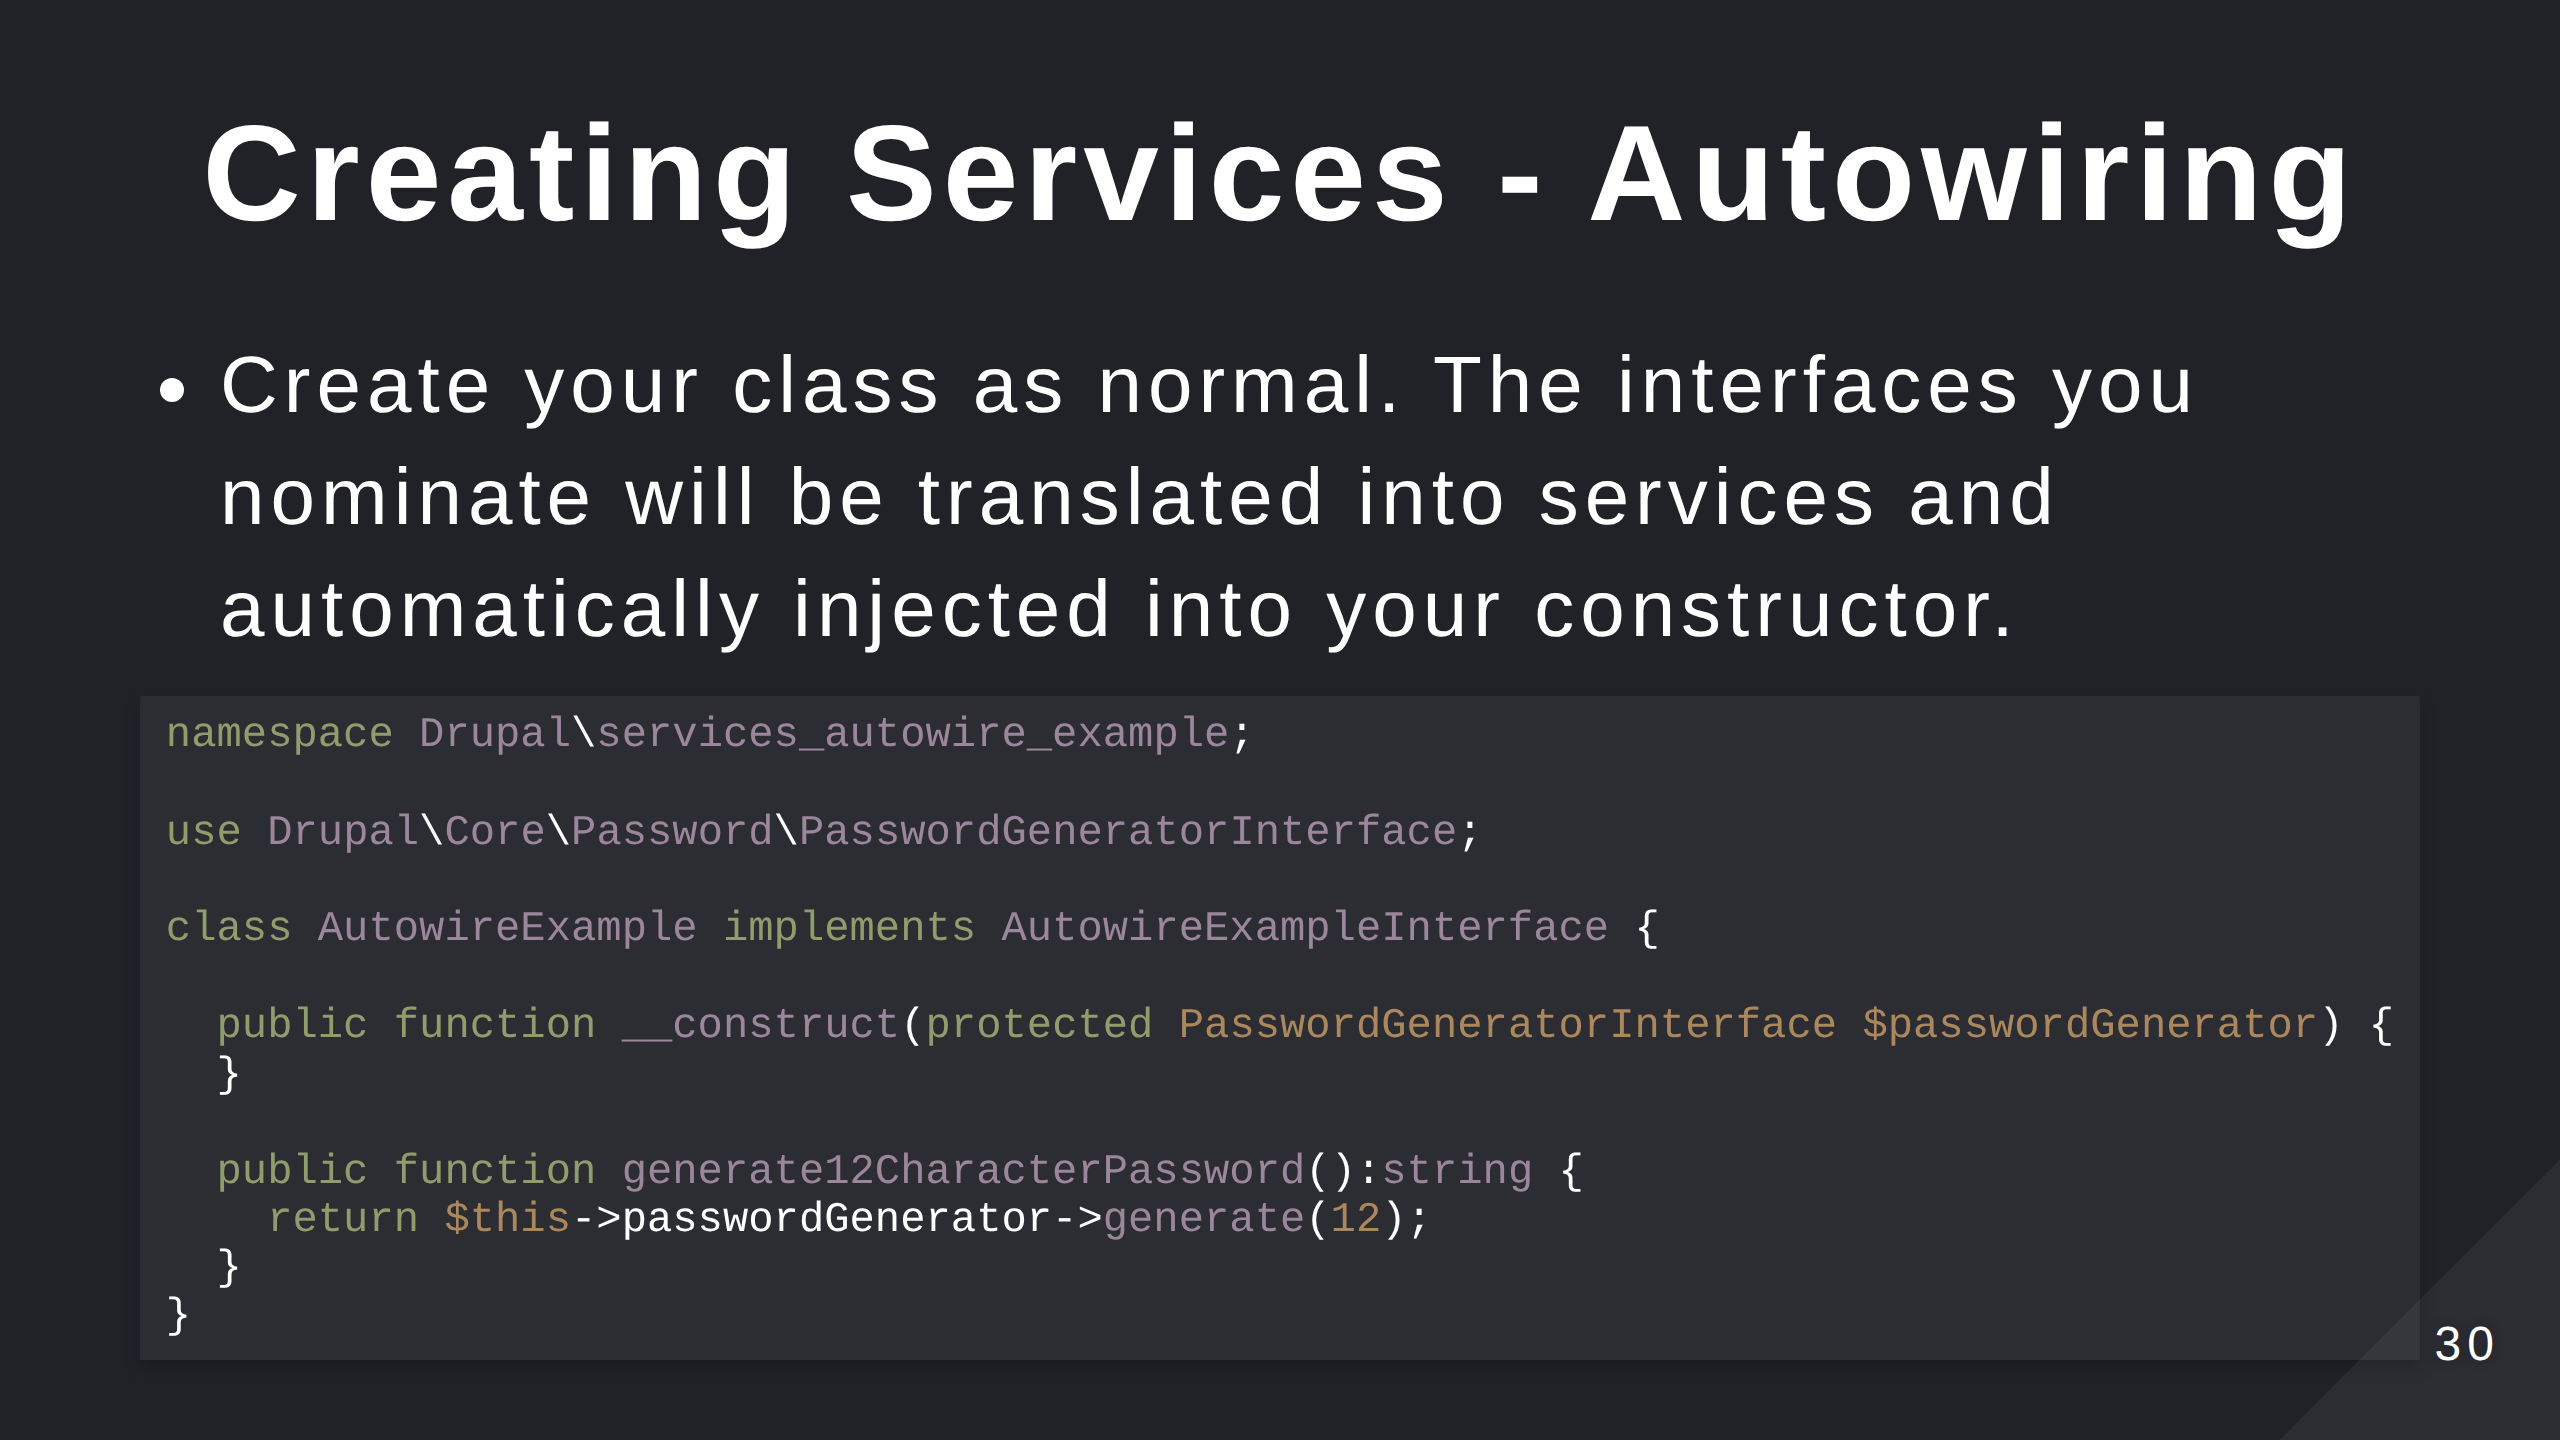 Creating Services - Autowiring
• Create your class as normal. The interfaces you
nominate will be translated into services and
automatically injected into your constructor.
namespace Drupal\services_autowire_example;
use Drupal\Core\Password\PasswordGeneratorInterface;
class AutowireExample implements AutowireExampleInterface {
  public function __construct(protected PasswordGeneratorInterface $passwordGenerator) {
  }
  public function generate12CharacterPassword():string {
    return $this->passwordGenerator->generate(12);
  }
}
30